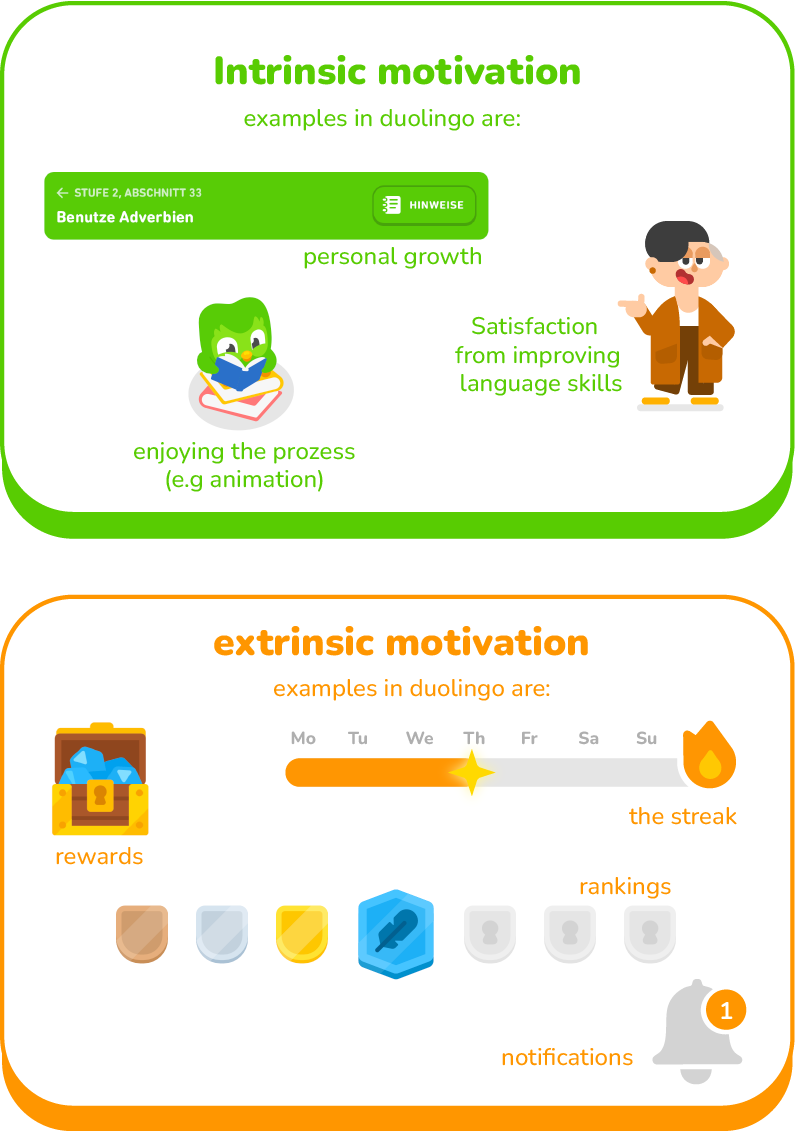 Intrinsic motivation
examples in duolingo are:
← STUFE 2, ABSCHNITT 33
Benutze Adverbien
HINWEISE
personal growth
Satisfaction
from improving
language skills
enjoying the prozess
(e.g animation)
extrinsic motivation
examples in duolingo are:
Mo Tu We Th Fr Sa Su
the streak
rewards
rankings
1
notifications